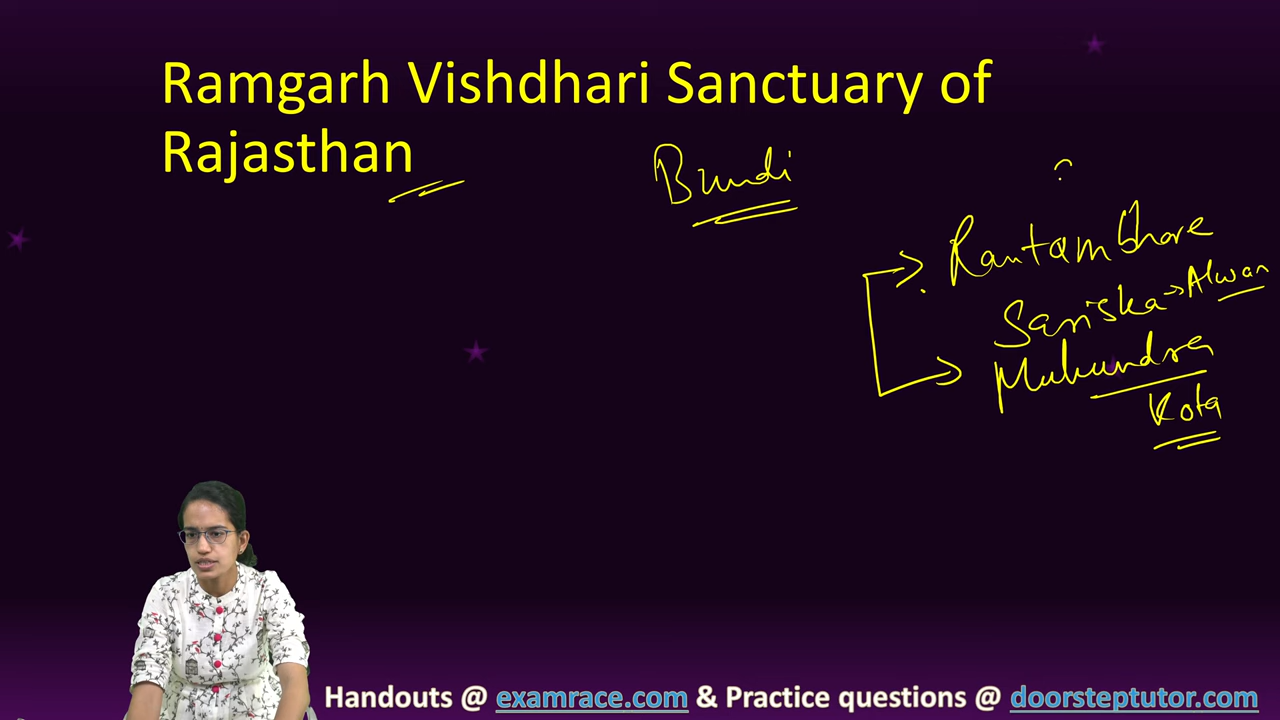 Ramgarh Vishdhari Sanctuary of
Rajasthan
Bundi
Rantambhore
Sariska → Alwar
Mukundra
Kota
Handouts @ examrace.com & Practice questions @ doorsteptutor.com